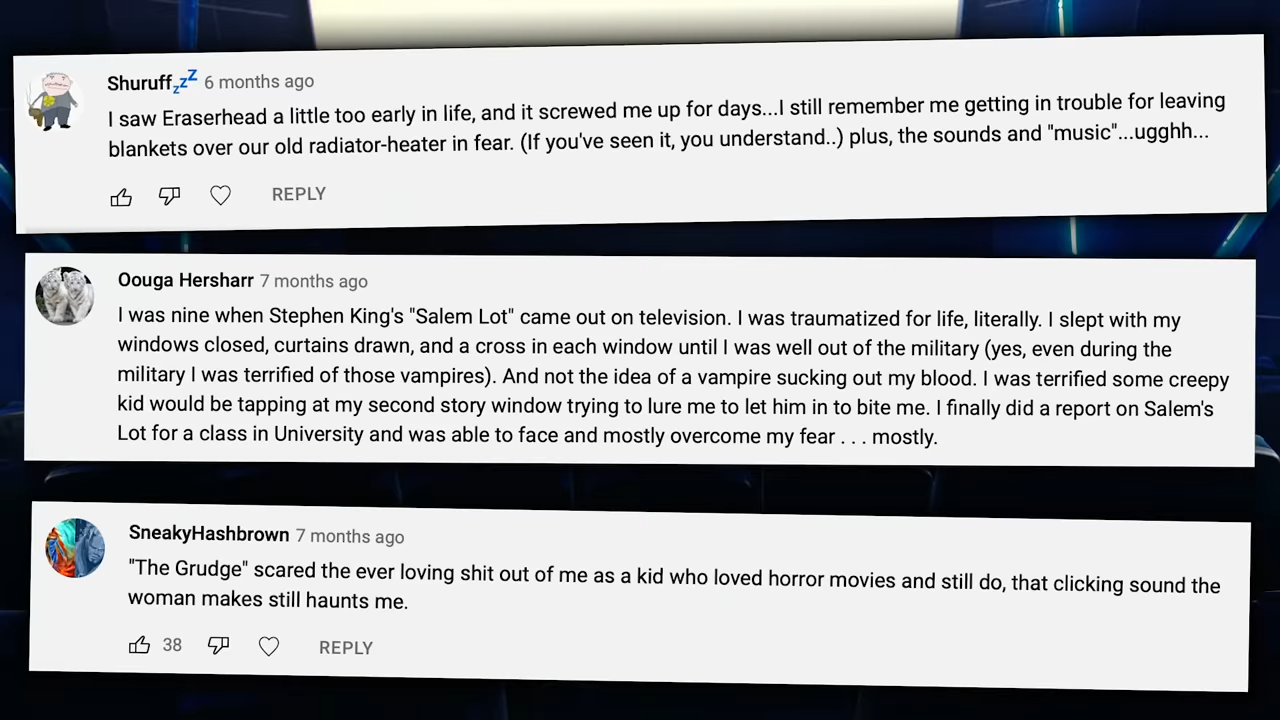 Shuruff💤 6 months ago
I saw Eraserhead a little too early in life, and it screwed me up for days...I still remember me getting in trouble for leaving
blankets over our old radiator-heater in fear. (If you've seen it, you understand..) plus, the sounds and "music"...ugghh...
REPLY
Oouga Hersharr 7 months ago
I was nine when Stephen King's "Salem Lot" came out on television. I was traumatized for life, literally. I slept with my
windows closed, curtains drawn, and a cross in each window until I was well out of the military (yes, even during the
military I was terrified of those vampires). And not the idea of a vampire sucking out my blood. I was terrified some creepy
kid would be tapping at my second story window trying to lure me to let him in to bite me. I finally did a report on Salem's
Lot for a class in University and was able to face and mostly overcome my fear . . . mostly.
SneakyHashbrown 7 months ago
"The Grudge" scared the ever loving shit out of me as a kid who loved horror movies and still do, that clicking sound the
woman makes still haunts me.
38 REPLY